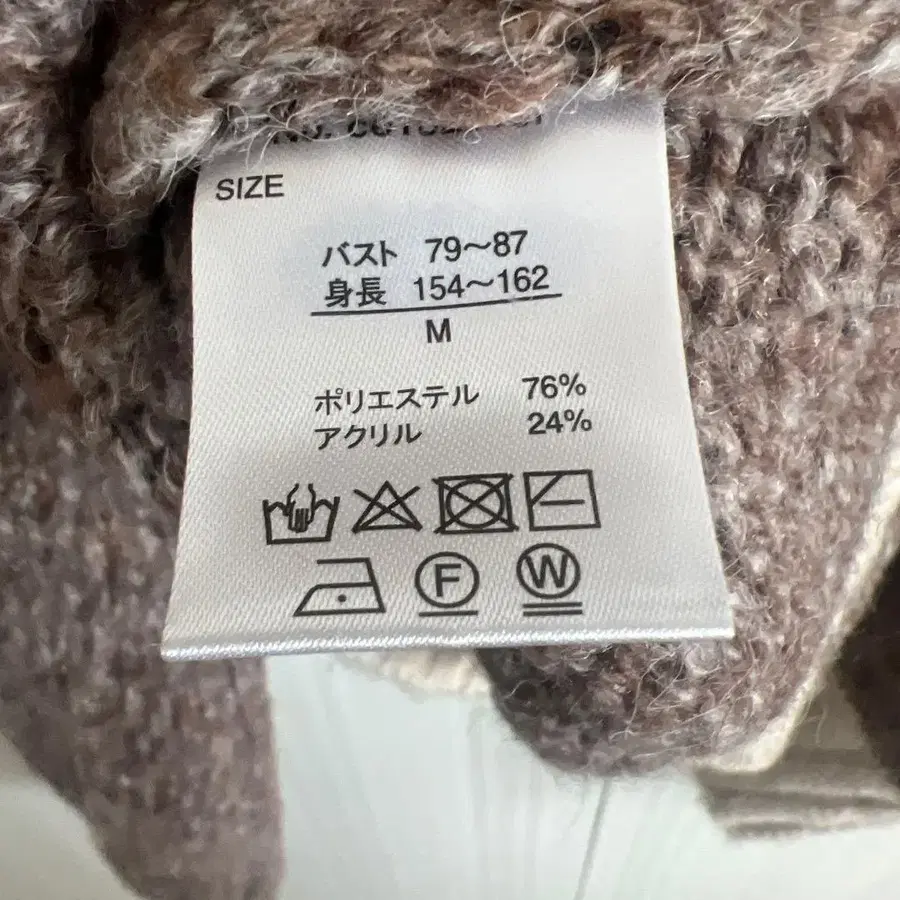 SIZE
バスト 79～87
身長 154～162
M
ポリエステル 76%
アクリル 24%
F
W